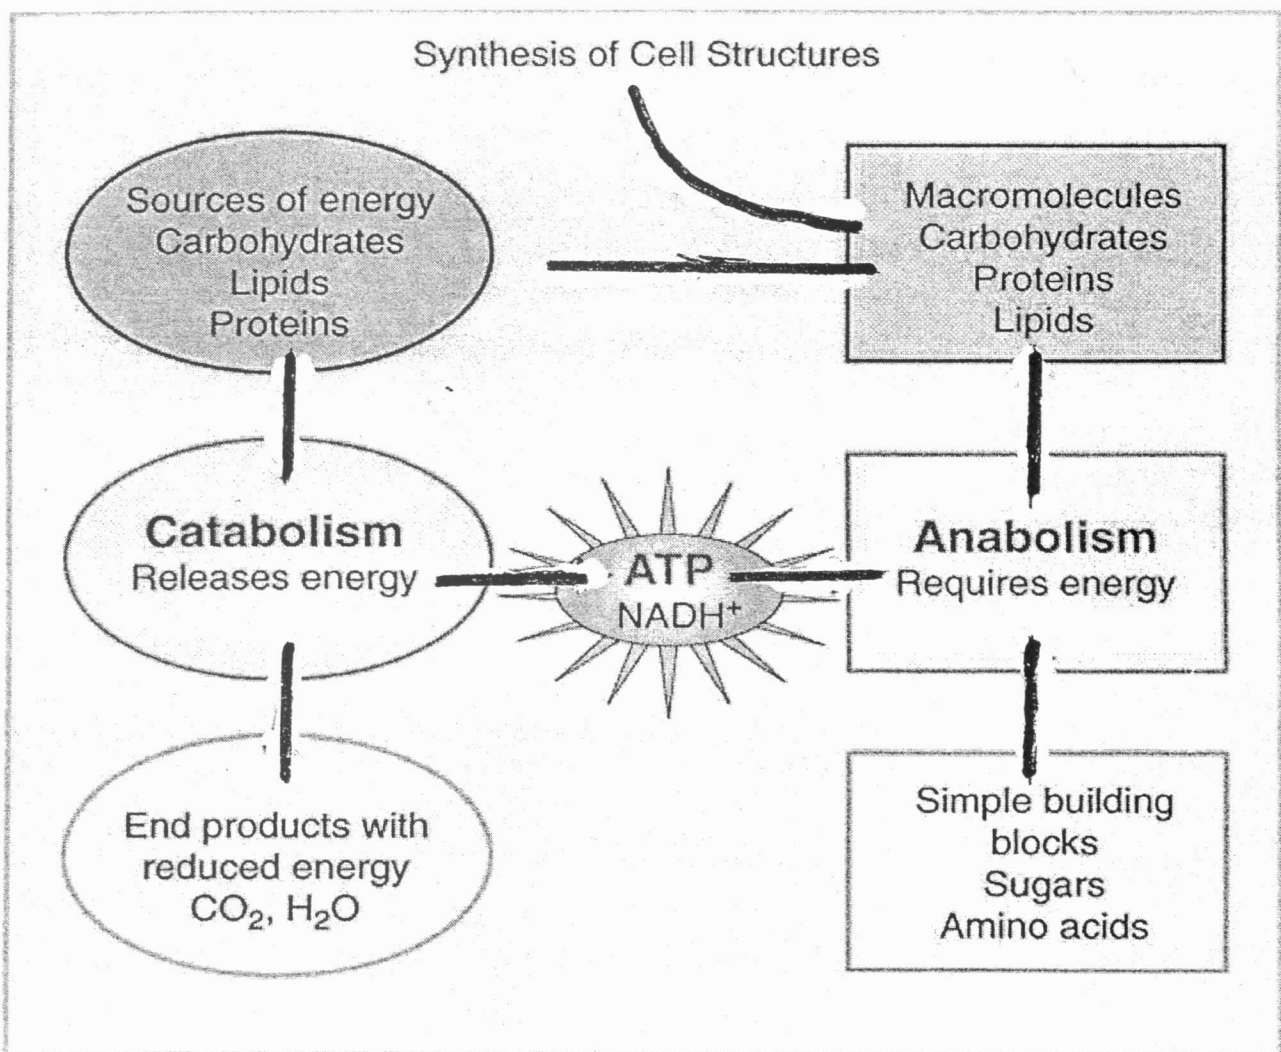 Synthesis of Cell Structures
Sources of energy
Carbohydrates
Lipids
Proteins
Macromolecules
Carbohydrates
Proteins
Lipids
Catabolism
Releases energy
ATP
NADH⁺
Anabolism
Requires energy
End products with
reduced energy
CO₂, H₂O
Simple building
blocks
Sugars
Amino acids